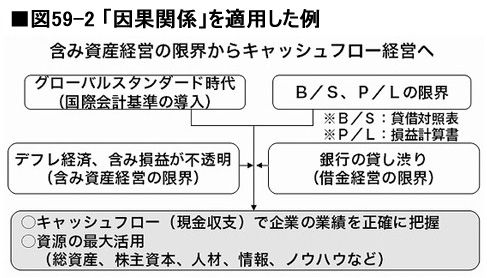 ■図59-2 「因果関係」を適用した例
含み資産経営の限界からキャッシュフロー経営へ
グローバルスタンダード時代
（国際会計基準の導入）
Ｂ／Ｓ、Ｐ／Ｌの限界
※Ｂ／Ｓ：貸借対照表
※Ｐ／Ｌ：損益計算書
デフレ経済、含み損益が不透明
（含み資産経営の限界）
銀行の貸し渋り
（借金経営の限界）
○キャッシュフロー（現金収支）で企業の業績を正確に把握
○資源の最大活用
（総資産、株主資本、人材、情報、ノウハウなど）